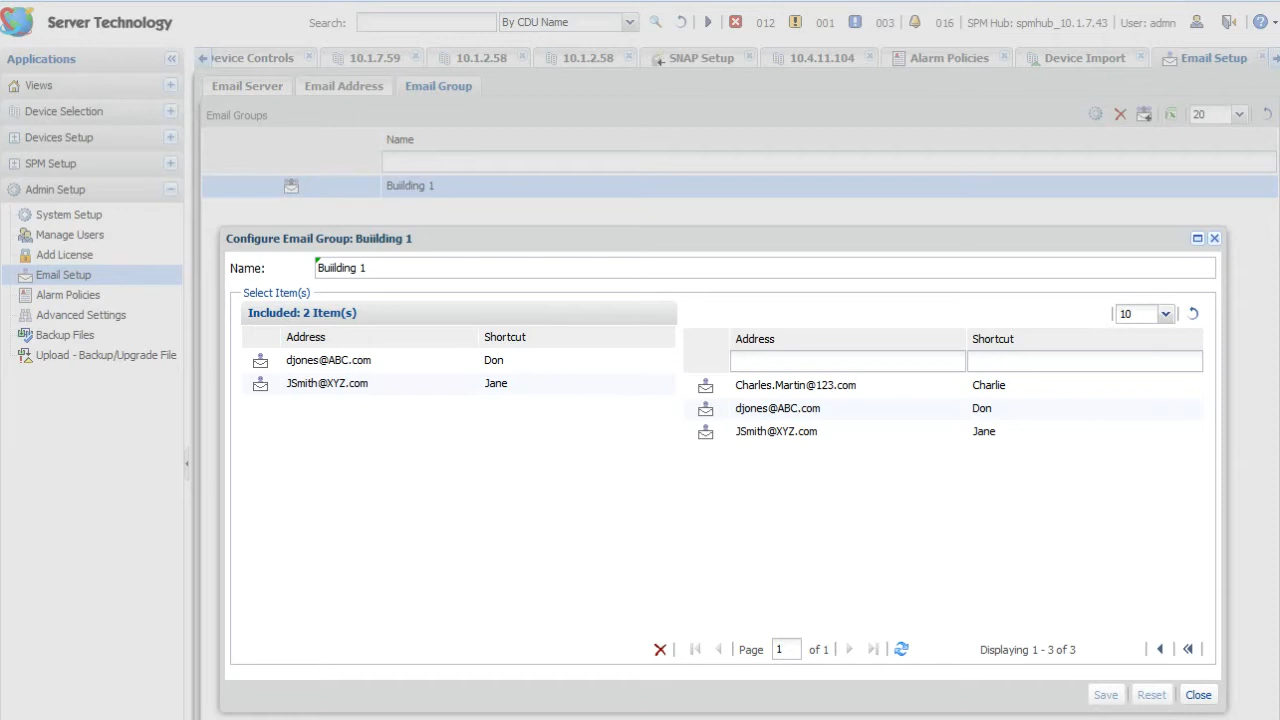 Server Technology
Search: By CDU Name 012 001 003 016 SPM Hub: spmhub_10.1.7.43 User: admn
Applications
evice Controls 10.1.7.59 10.1.2.58 10.1.2.58 SNAP Setup 10.4.11.104 Alarm Policies Device Import Email Setup
Views
Device Selection
Devices Setup
SPM Setup
Admin Setup
System Setup
Manage Users
Add License
Email Setup
Alarm Policies
Advanced Settings
Backup Files
Upload - Backup/Upgrade File
Email Server Email Address Email Group
Email Groups 20
Name
Building 1
Configure Email Group: Buiilding 1
Name: Buiilding 1
Select Item(s)
Included: 2 Item(s)
Address Shortcut
djones@ABC.com Don
JSmith@XYZ.com Jane
10
Address Shortcut
Charles.Martin@123.com Charlie
djones@ABC.com Don
JSmith@XYZ.com Jane
Page 1 of 1 Displaying 1 - 3 of 3
Save Reset Close